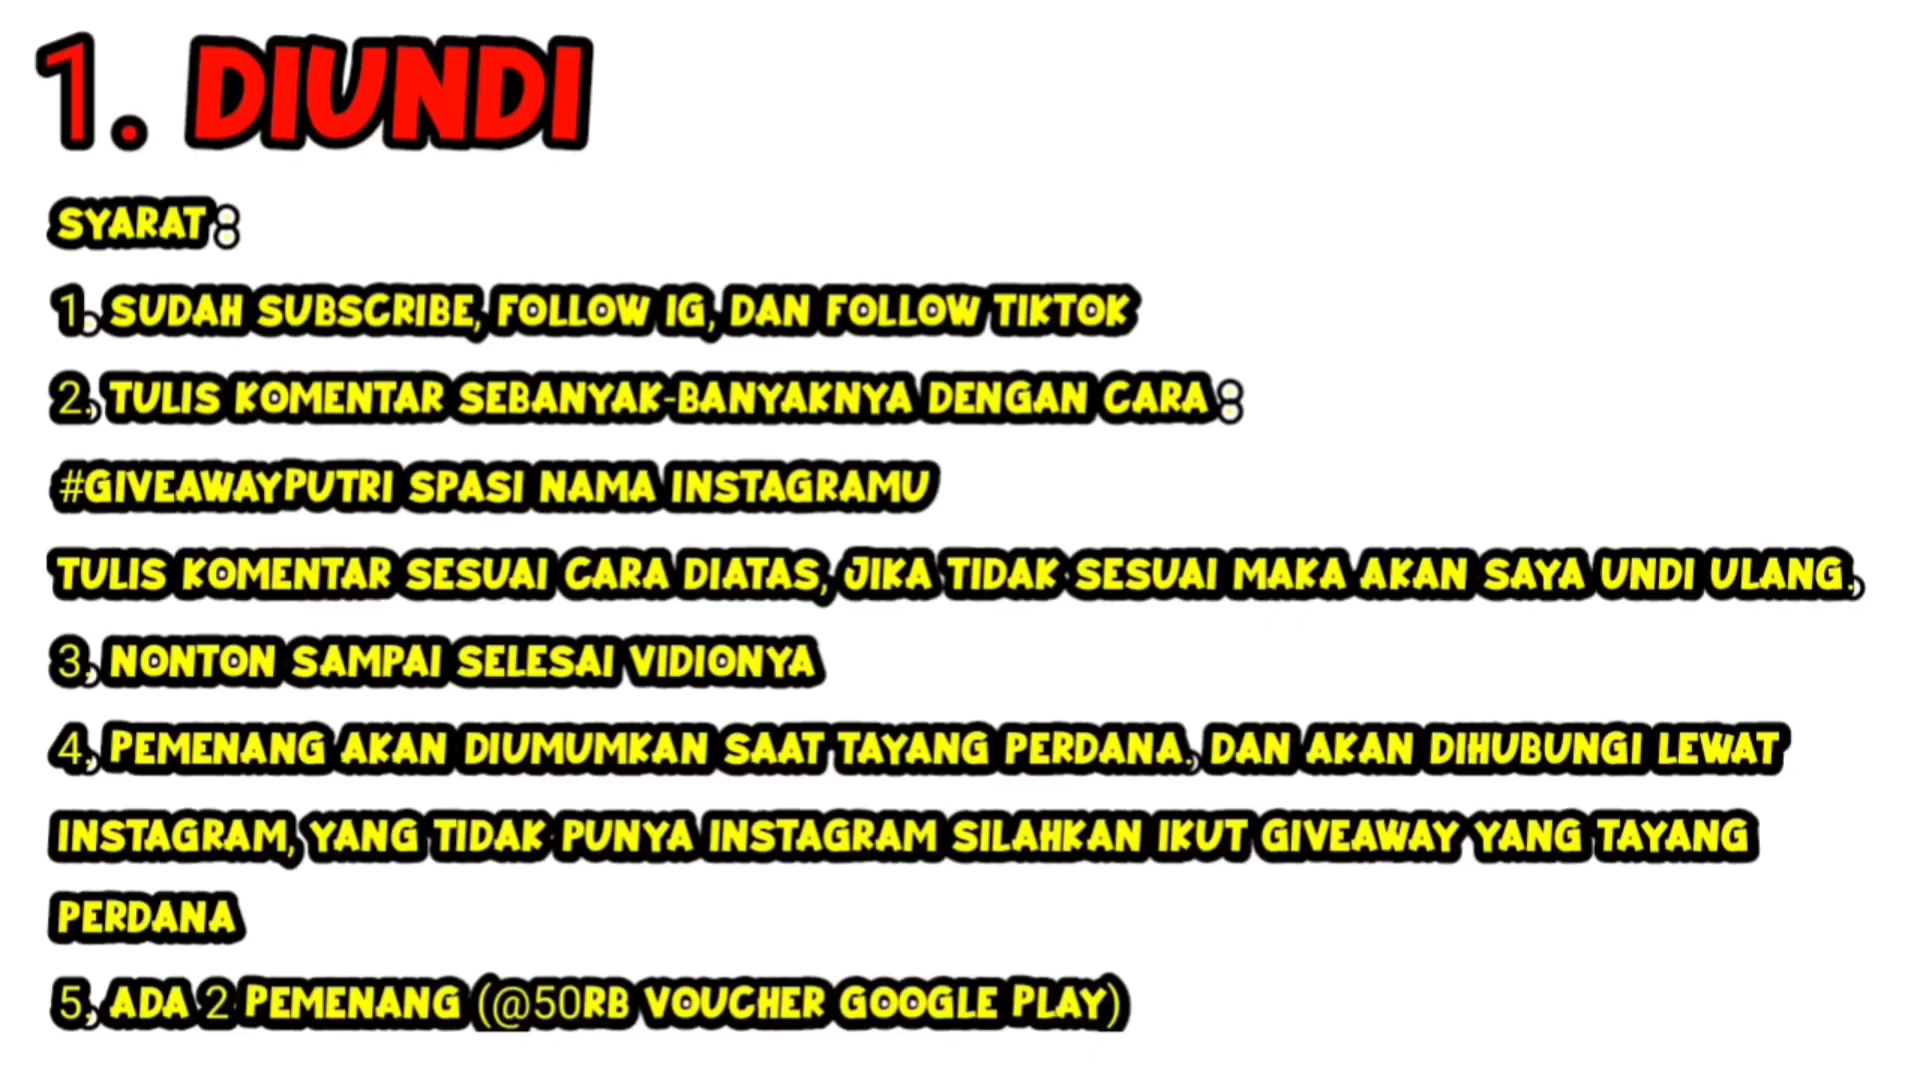 1. DIUNDI
SYARAT :
1. SUDAH SUBSCRIBE, FOLLOW IG, DAN FOLLOW TIKTOK
2. TULIS KOMENTAR SEBANYAK-BANYAKNYA DENGAN CARA :
#GIVEAWAYPUTRI SPASI NAMA INSTAGRAMU
TULIS KOMENTAR SESUAI CARA DIATAS, JIKA TIDAK SESUAI MAKA AKAN SAYA UNDI ULANG.
3. NONTON SAMPAI SELESAI VIDIONYA
4. PEMENANG AKAN DIUMUMKAN SAAT TAYANG PERDANA. DAN AKAN DIHUBUNGI LEWAT
INSTAGRAM, YANG TIDAK PUNYA INSTAGRAM SILAHKAN IKUT GIVEAWAY YANG TAYANG
PERDANA
5. ADA 2 PEMENANG (@50RB VOUCHER GOOGLE PLAY)